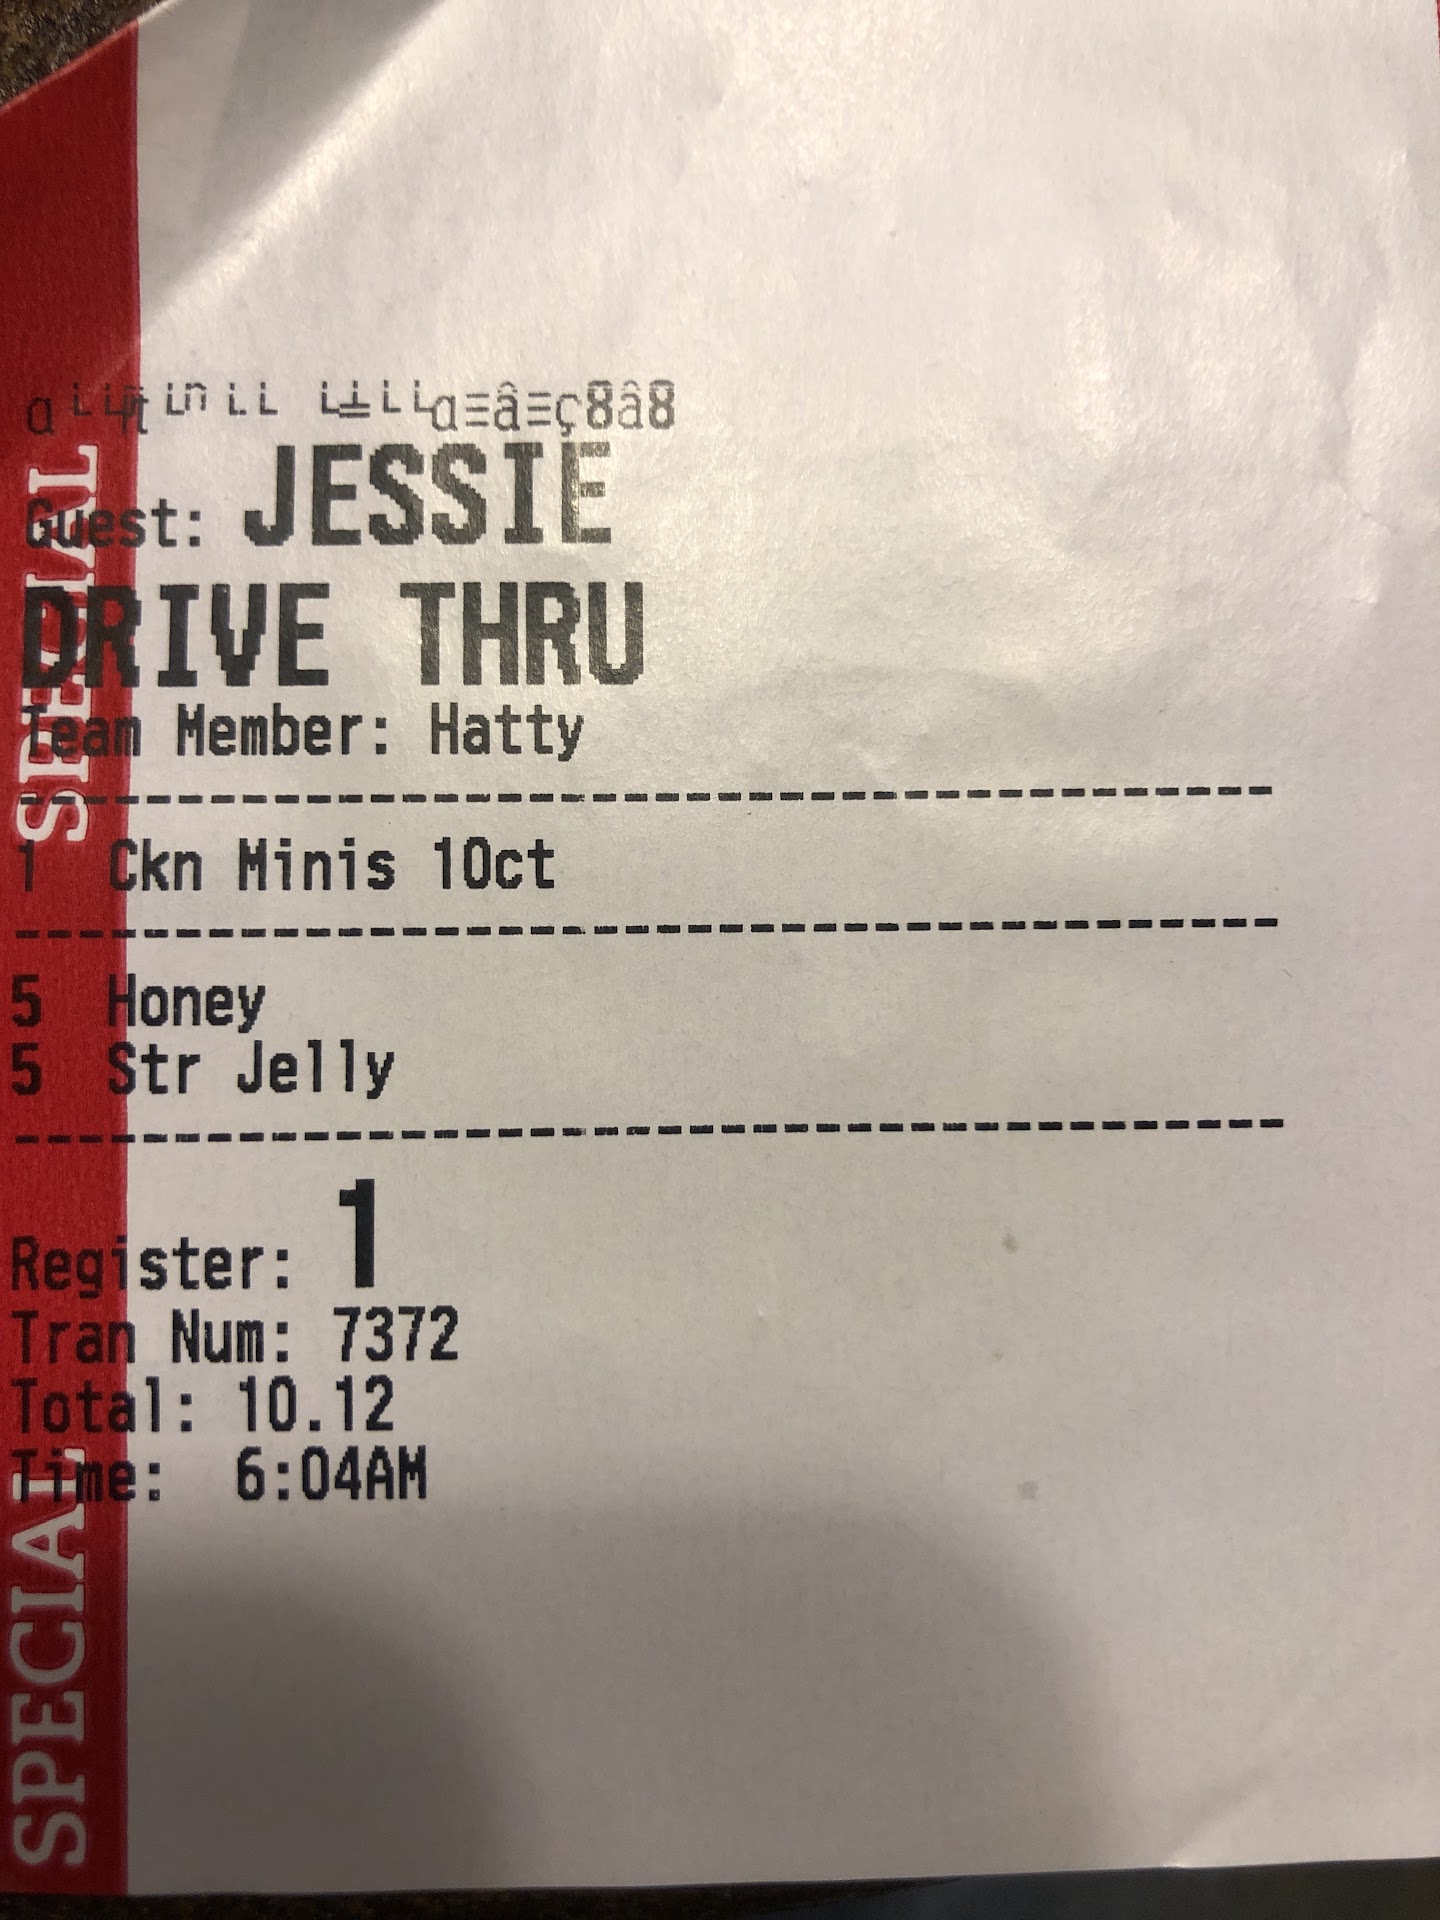 Guest: JESSIE
DRIVE THRU
Team Member: Hatty
1 Ckn Minis 10ct
5 Honey
5 Str Jelly
Register: 1
Tran Num: 7372
Total: 10.12
Time: 6:04AM
SPECIAL
SPECIAL